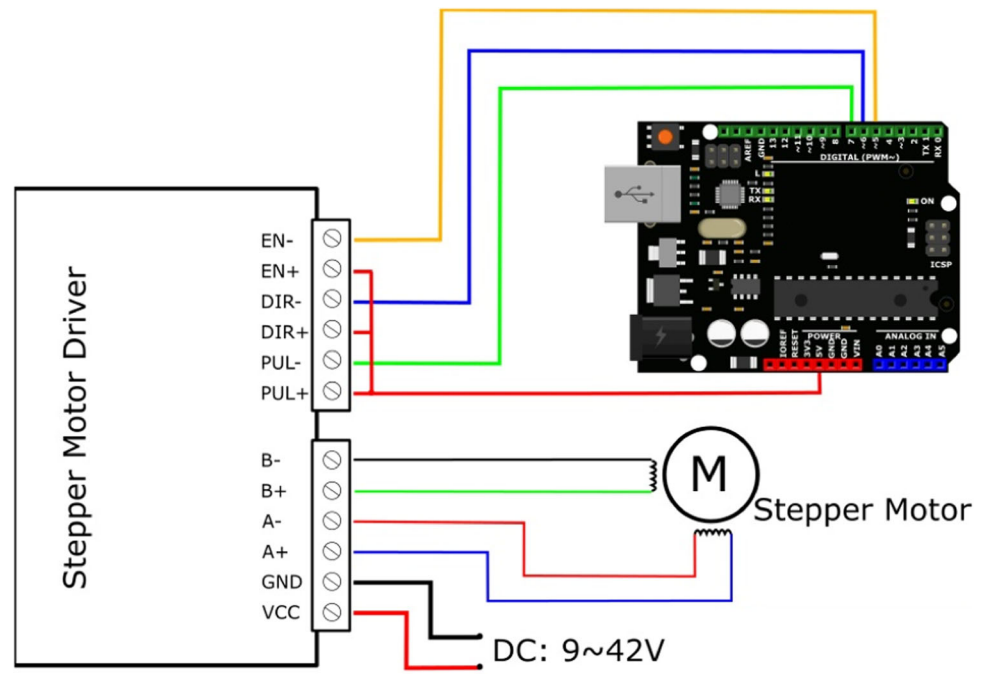 Stepper Motor Driver
EN-
EN+
DIR-
DIR+
PUL-
PUL+
B-
B+
A-
A+
GND
VCC
DC: 9~42V
M
Stepper Motor
AREF
GND
13
12
~11
~10
~9
8
7
~6
~5
4
~3
2
TX 1
RX 0
DIGITAL (PWM~)
L
TX
RX
ON
ICSP
POWER
ANALOG IN
IOREF
RESET
3V3
5V
GND
GND
VIN
A0
A1
A2
A3
A4
A5